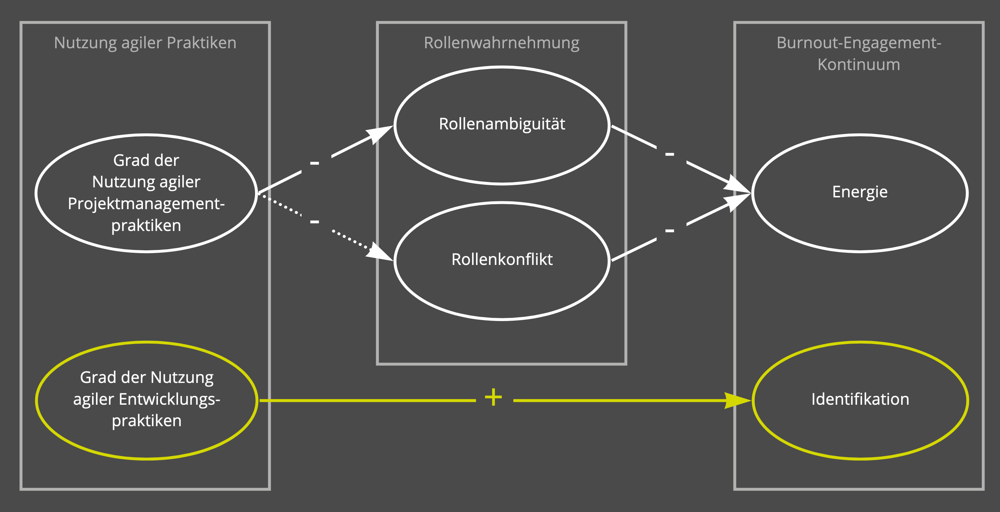 Nutzung agiler Praktiken
Grad der
Nutzung agiler
Projektmanagement-
praktiken
Grad der Nutzung
agiler Entwicklungs-
praktiken
-
-
Rollenwahrnehmung
Rollenambiguität
Rollenkonflikt
+
-
-
Burnout-Engagement-
Kontinuum
Energie
Identifikation